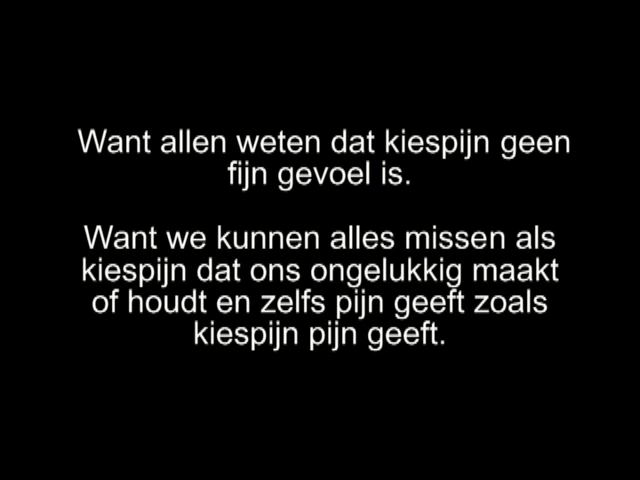 Want allen weten dat kiespijn geen
fijn gevoel is.
Want we kunnen alles missen als
kiespijn dat ons ongelukkig maakt
of houdt en zelfs pijn geeft zoals
kiespijn pijn geeft.